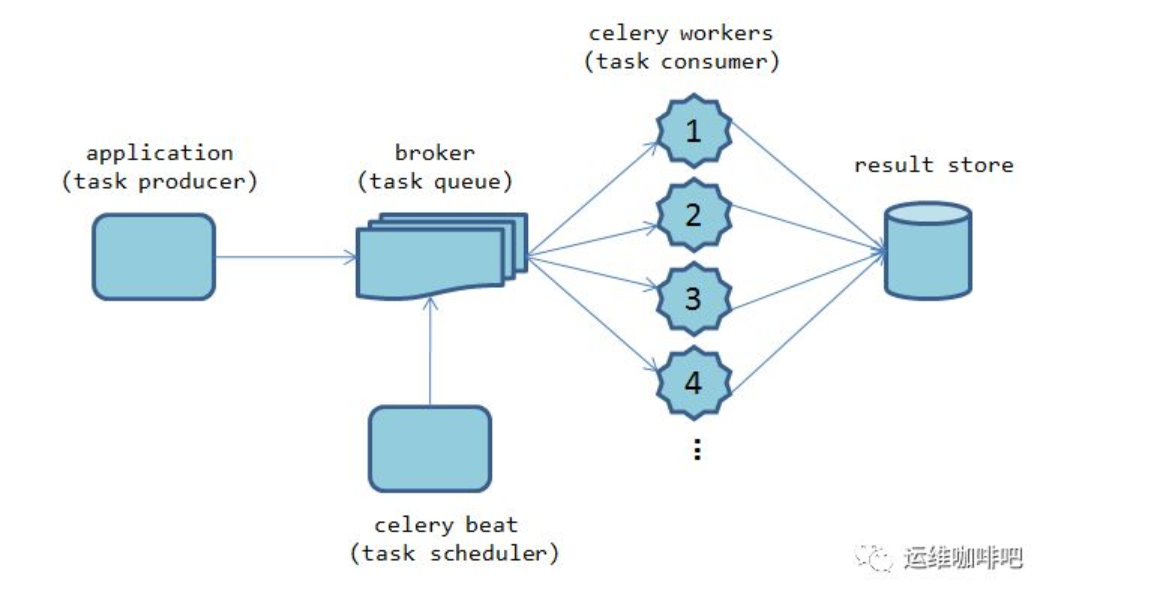 celery workers
(task consumer)
application
(task producer)
broker
(task queue)
result store
1
2
3
4
celery beat
(task scheduler)
运维咖啡吧